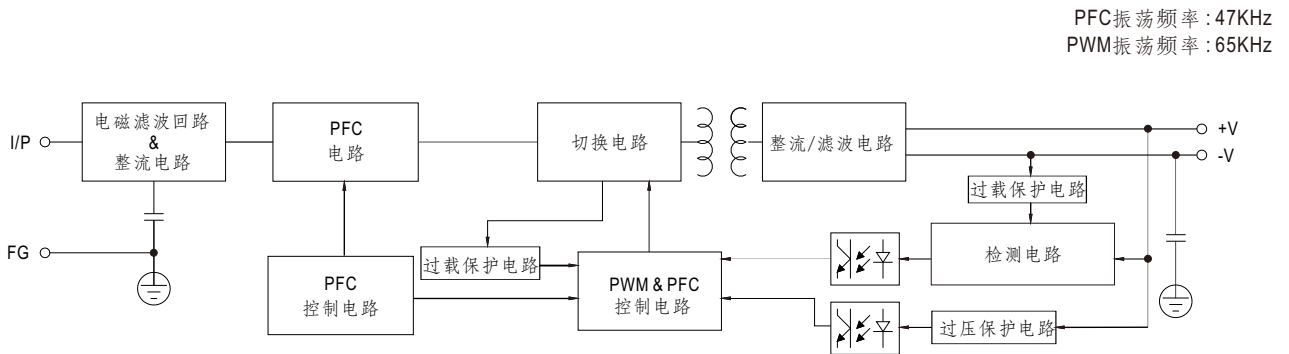 PFC振荡频率:47KHz
PWM振荡频率:65KHz
I/P
电磁滤波回路
&
整流电路
PFC
电路
切换电路
整流/滤波电路
+V
-V
过载保护电路
FG
过载保护电路
检测电路
PFC
控制电路
PWM & PFC
控制电路
过压保护电路